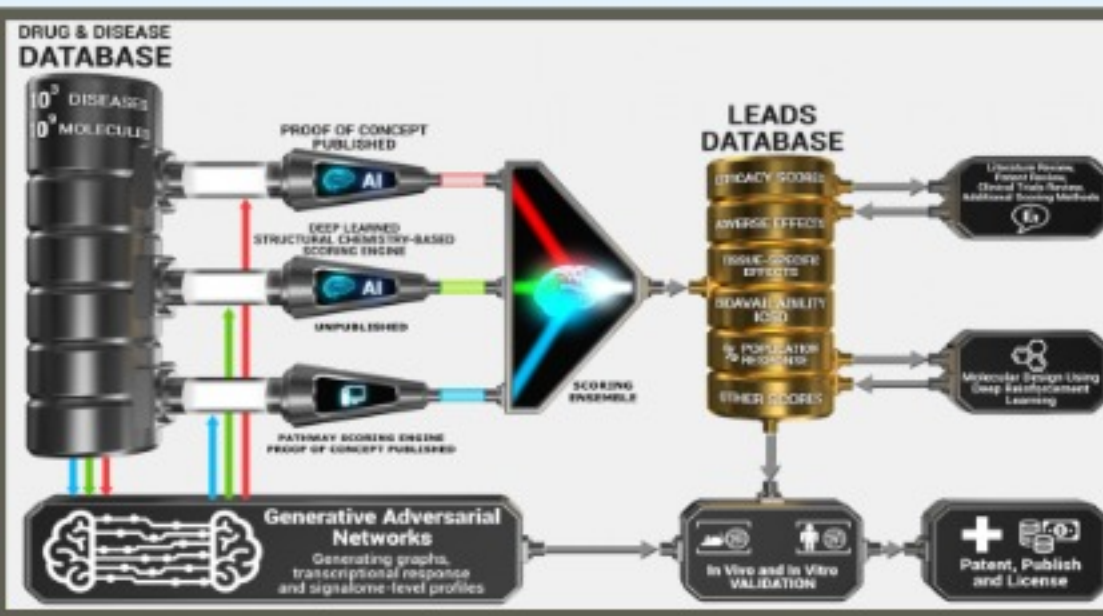 DRUG & DISEASE
DATABASE
10³ DISEASES
10⁹ MOLECULES
PROOF OF CONCEPT
PUBLISHED
AI
DEEP LEARNED
STRUCTURAL CHEMISTRY-BASED
SCORING ENGINE
AI
UNPUBLISHED
PATHWAY SCORING ENGINE
PROOF OF CONCEPT PUBLISHED
SCORING
ENSEMBLE
LEADS
DATABASE
EFFICACY SCORES
ADVERSE EFFECTS
TISSUE-SPECIFIC
EFFECTS
BIOAVAILABILITY
IC50
% POPULATION
RESPONSE
OTHER SCORES
Literature Review,
Patent Review,
Clinical Trials Review,
Additional Scoring Methods
Molecular Design Using
Deep Reinforcement
Learning
Generative Adversarial
Networks
Generating graphs,
transcriptional response
and signalome-level profiles
In Vivo and In Vitro
VALIDATION
Patent, Publish
and License